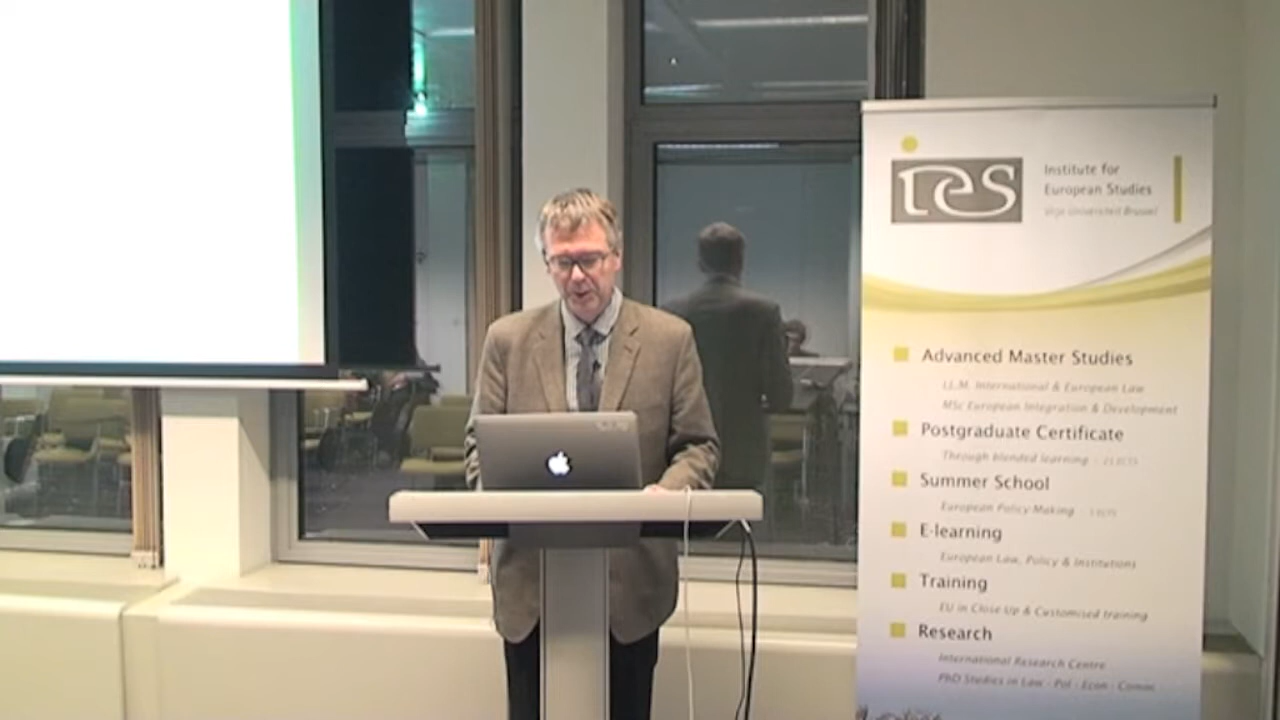 ies
Institute for
European Studies
Vrije Universiteit Brussel
Advanced Master Studies
LL.M. International & European Law
MSc European Integration & Development
Postgraduate Certificate
Through blended learning -
Summer School
European Policy-Making -
E-learning
European Law, Policy & Institutions
Training
EU in Close-Up & Customised training
Research
International Research Centre
PhD Studies in Law - Pol - Econ - Comm